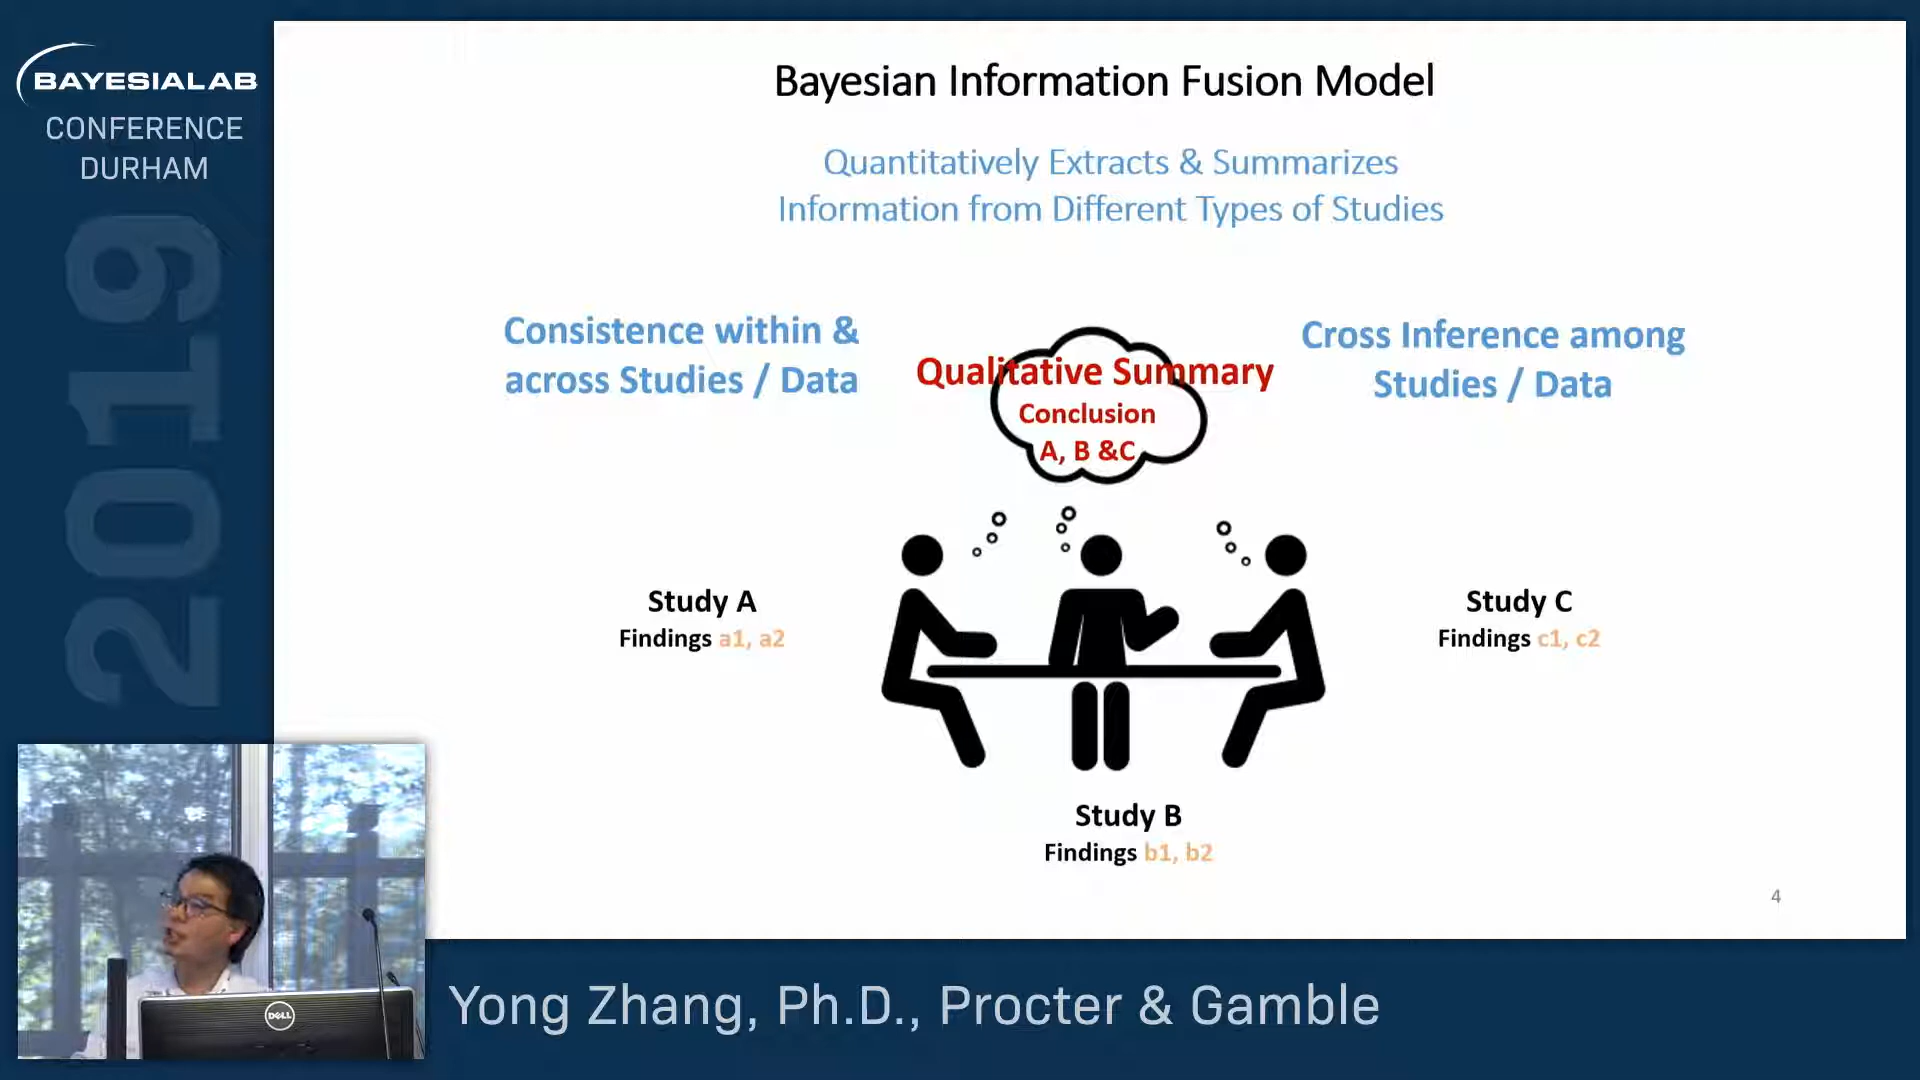 BAYESIALAB
CONFERENCE
DURHAM
2019
Bayesian Information Fusion Model
Quantitatively Extracts & Summarizes
Information from Different Types of Studies
Consistence within &
across Studies / Data
Qualitative Summary
Conclusion
A, B &C
Cross Inference among
Studies / Data
Study A
Findings a1, a2
Study C
Findings c1, c2
Study B
Findings b1, b2
4
DELL
Yong Zhang, Ph.D., Procter & Gamble